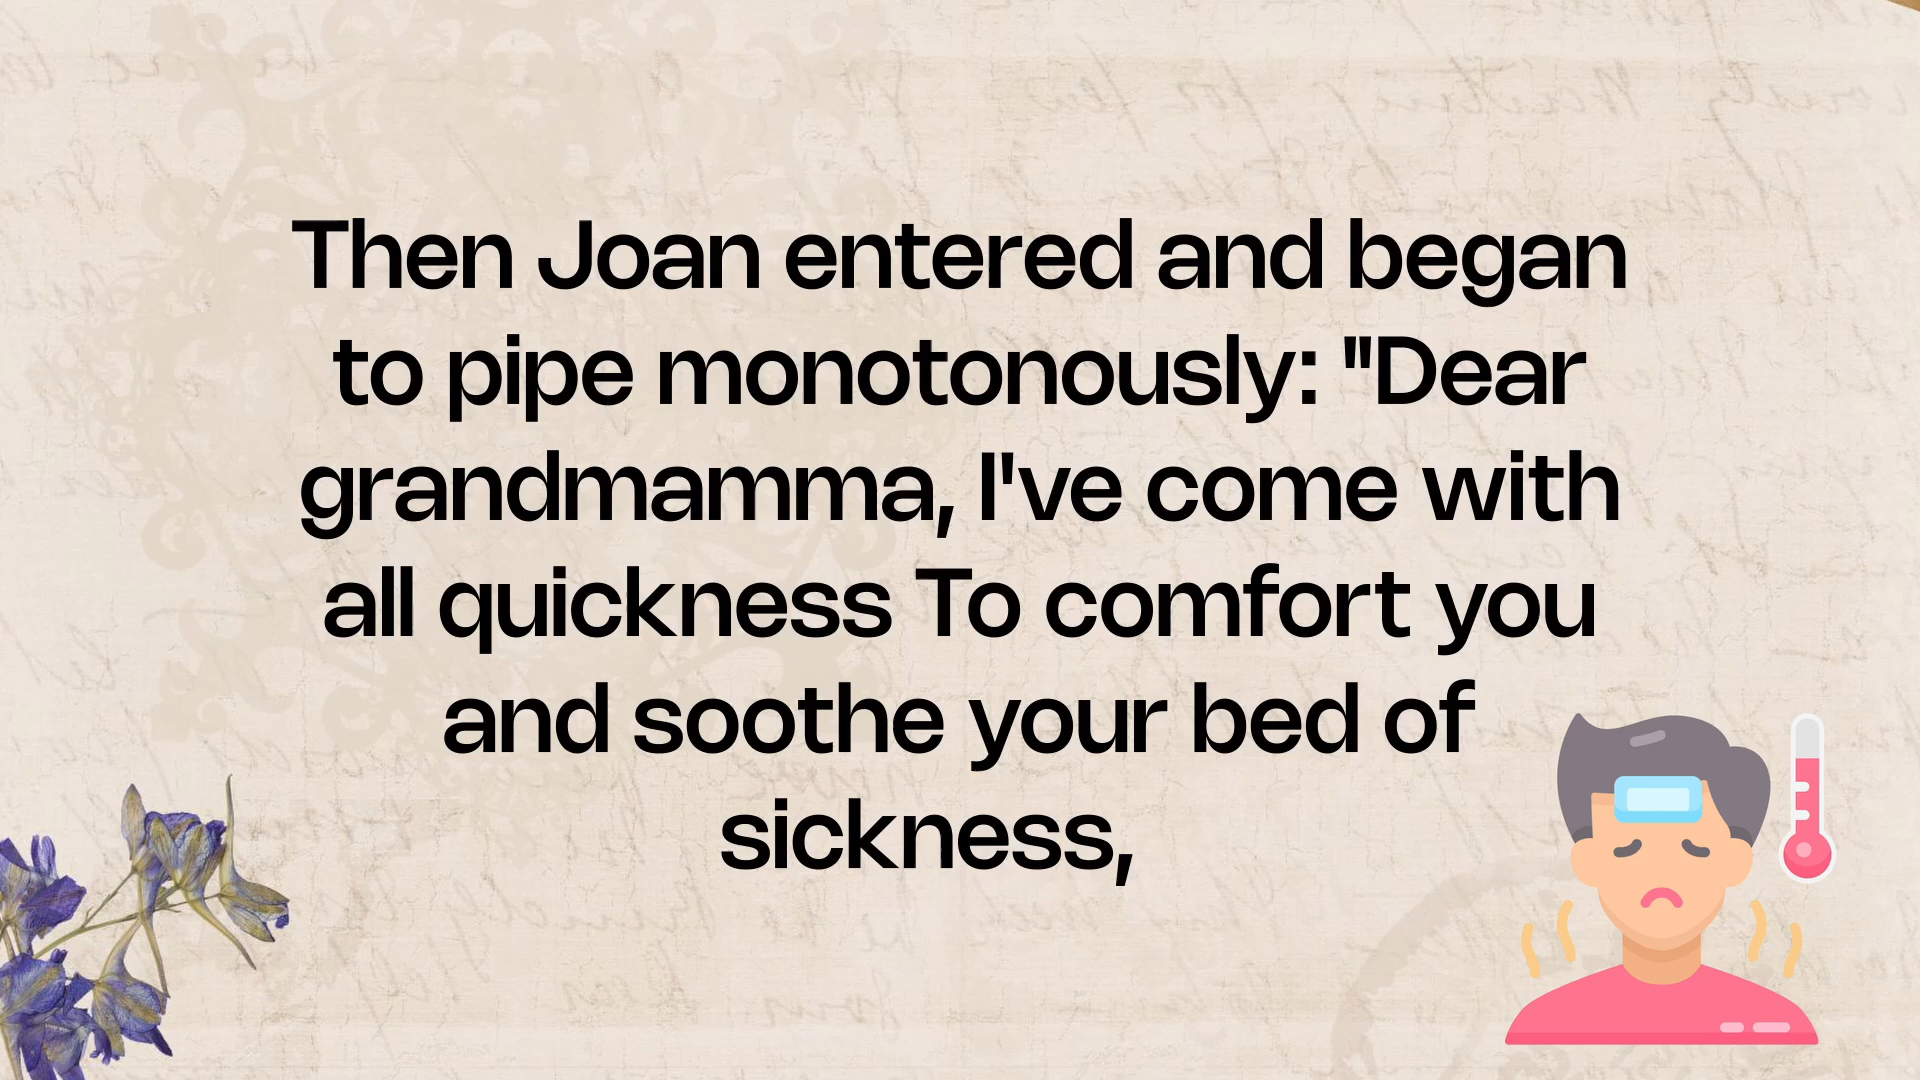 Then Joan entered and began
to pipe monotonously: "Dear
grandmamma, I've come with
all quickness To comfort you
and soothe your bed of
sickness,